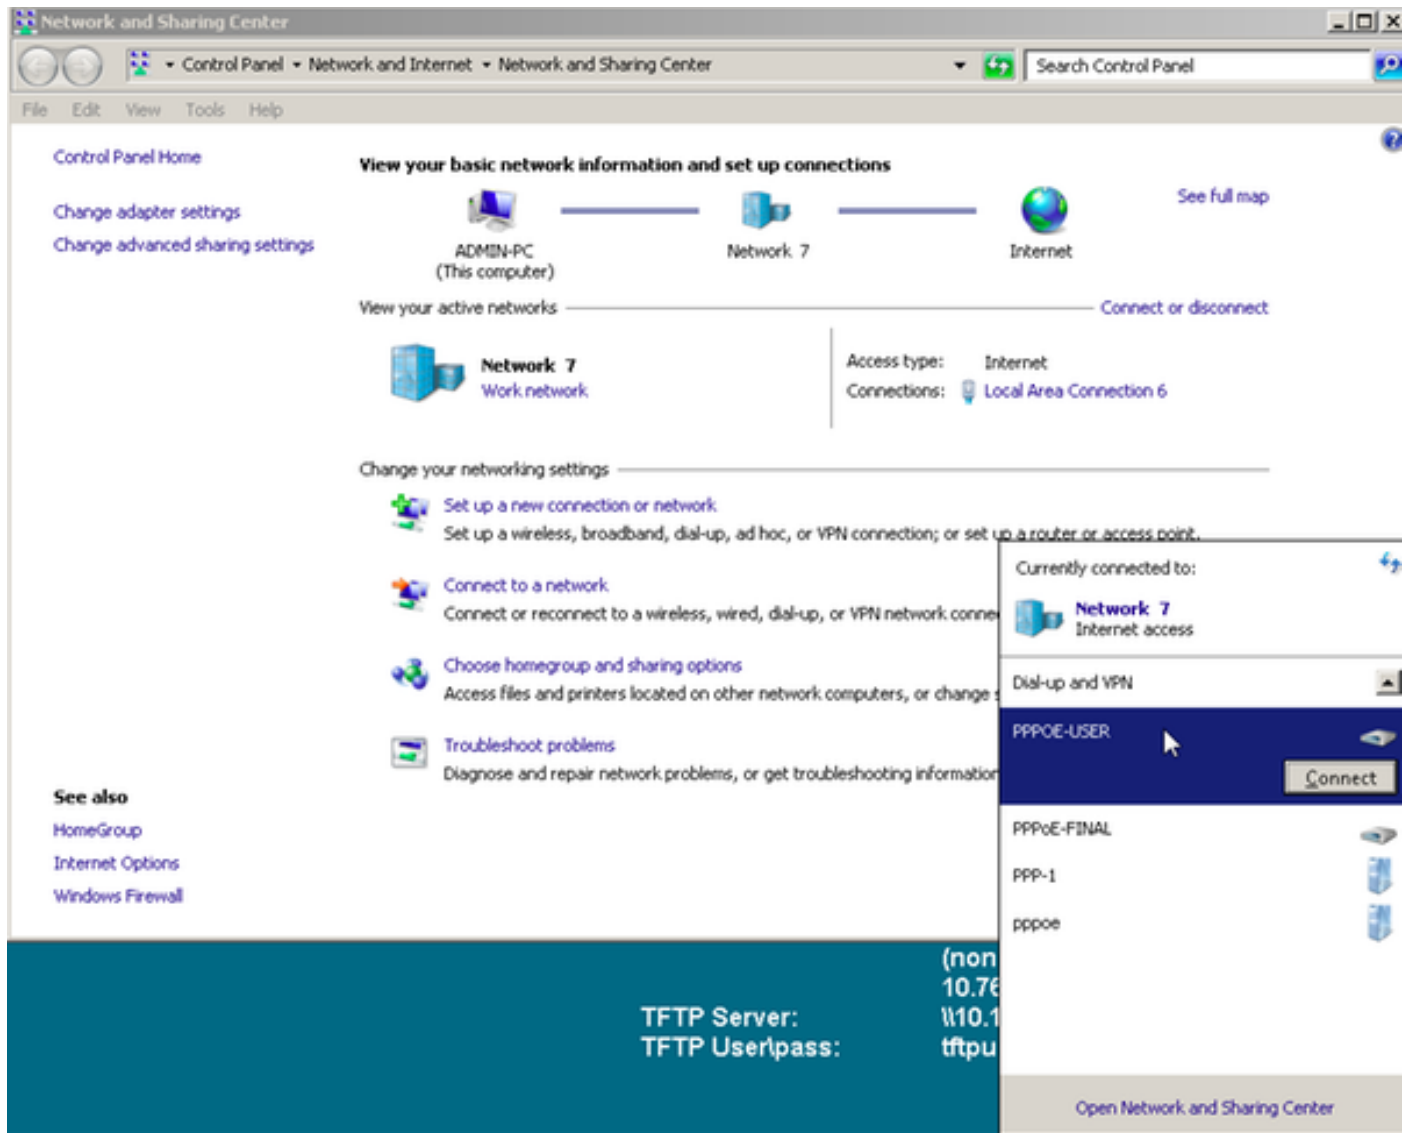 Network and Sharing Center
Control Panel Network and Internet Network and Sharing Center
Search Control Panel
File Edit View Tools Help
Control Panel Home
Change adapter settings
Change advanced sharing settings
View your basic network information and set up connections
See full map
ADMIN-PC
(This computer)
Network 7
Internet
View your active networks
Connect or disconnect
Network 7
Work network
Access type: Internet
Connections: Local Area Connection 6
Change your networking settings
Set up a new connection or network
Set up a wireless, broadband, dial-up, ad hoc, or VPN connection; or set up a router or access point.
Connect to a network
Connect or reconnect to a wireless, wired, dial-up, or VPN network conne
Choose homegroup and sharing options
Access files and printers located on other network computers, or change s
Troubleshoot problems
Diagnose and repair network problems, or get troubleshooting information
See also
HomeGroup
Internet Options
Windows Firewall
Currently connected to:
Network 7
Internet access
Dial-up and VPN
PPPOE-USER
Connect
PPPoE-FINAL
PPP-1
pppoe
Open Network and Sharing Center
(non
10.76
TFTP Server: \\10.1
TFTP User\pass: tftpu